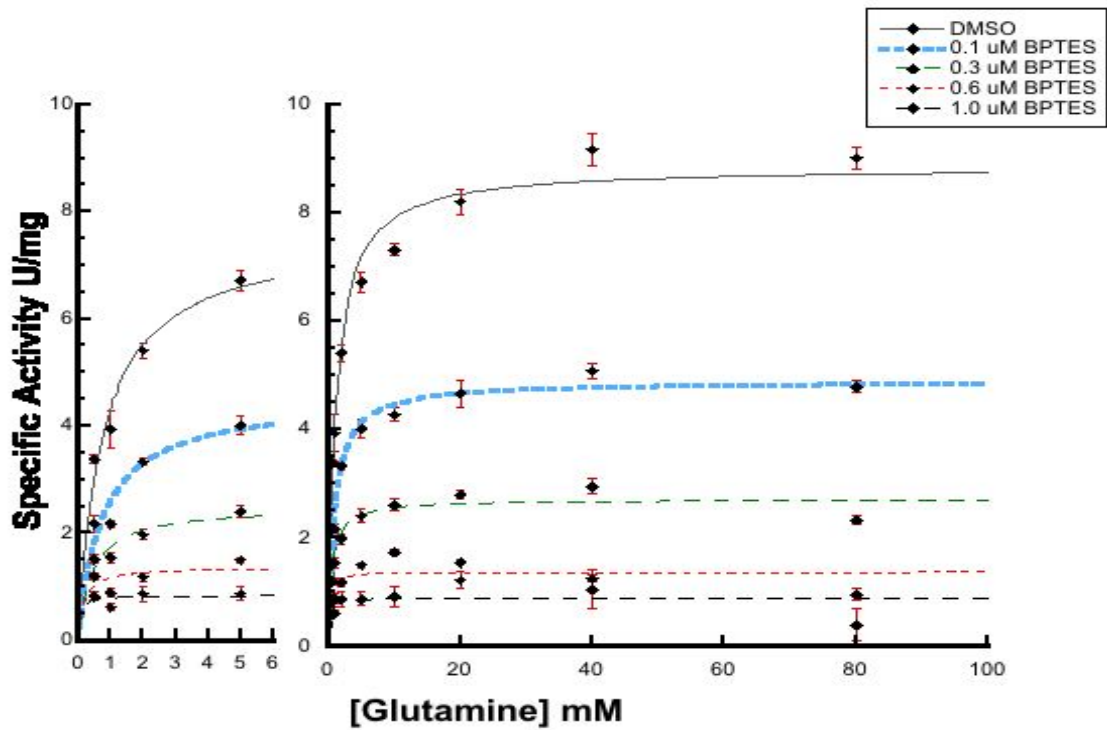 DMSO
0.1 uM BPTES
0.3 uM BPTES
0.6 uM BPTES
1.0 uM BPTES
10
8
6
4
2
0
0 1 2 3 4 5 6
10
8
6
4
2
0
0 20 40 60 80 100
Specific Activity U/mg
[Glutamine] mM